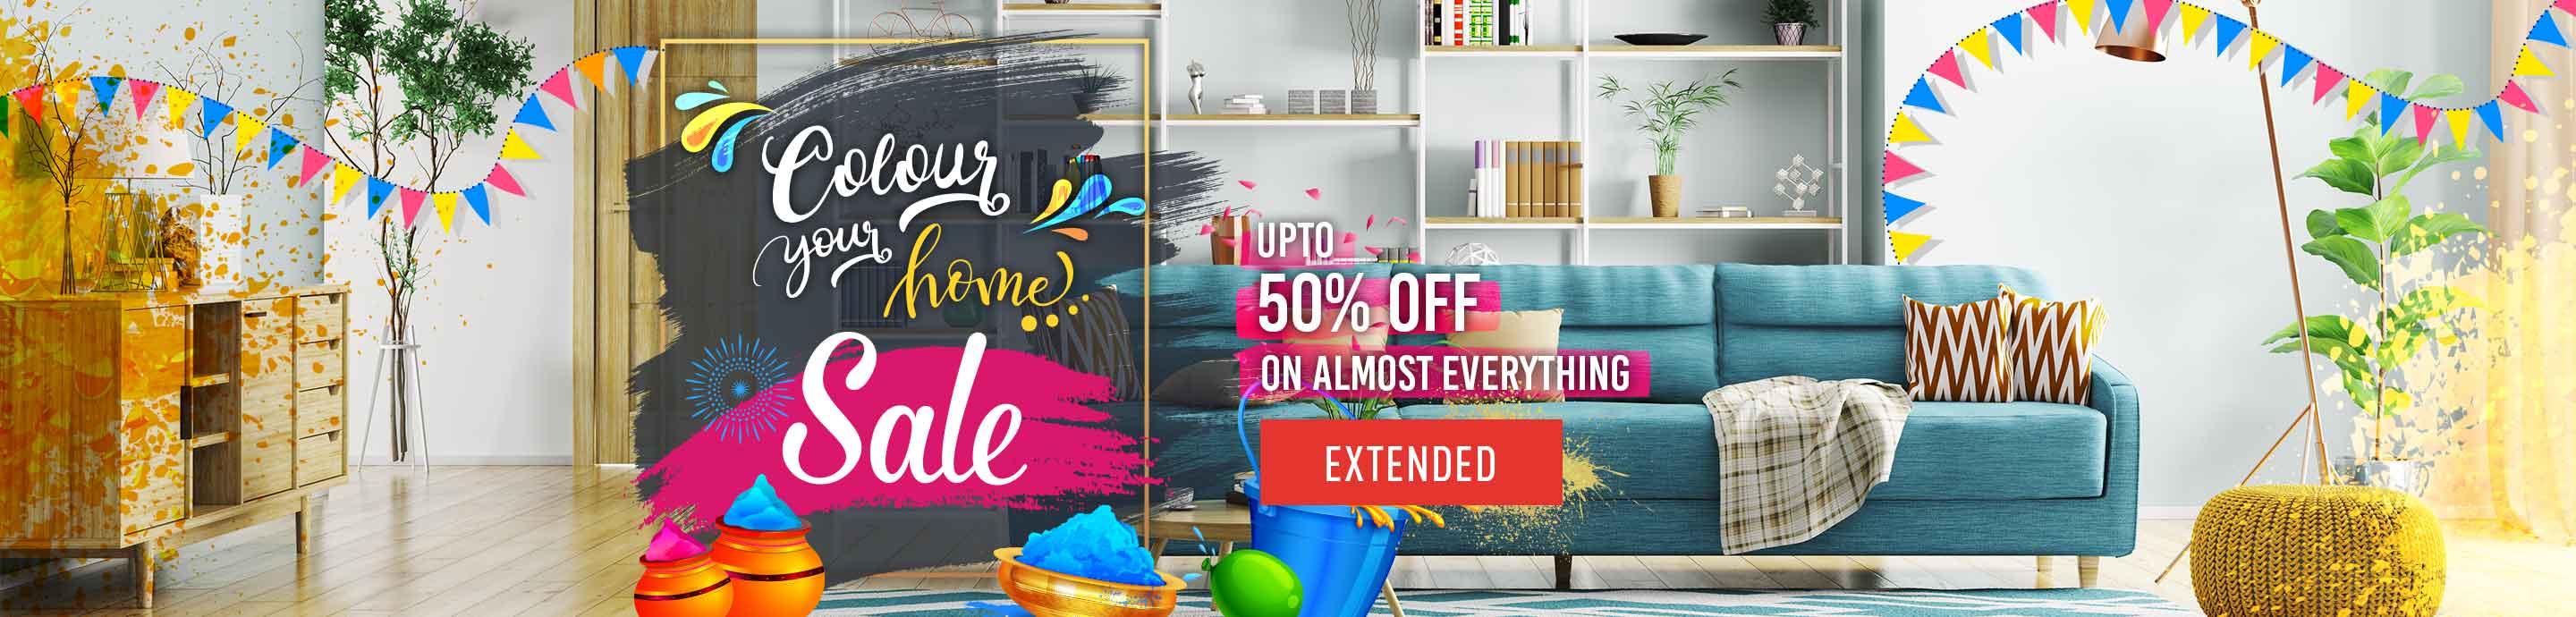 Colour
your
home
Sale
UPTO
50% OFF
ON ALMOST EVERYTHING
EXTENDED